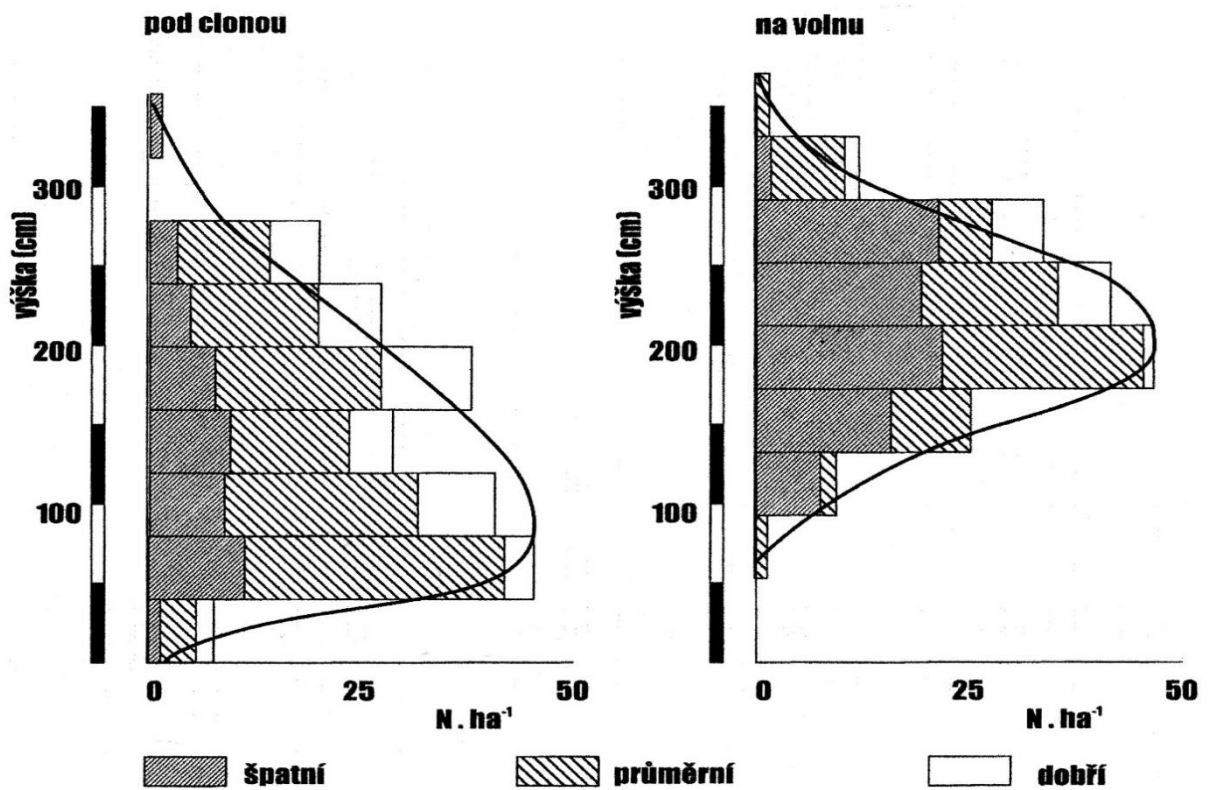 pod clonou
na volnu
výška (cm)
300
200
100
0 25 50
N . ha⁻¹
výška (cm)
300
200
100
0 25 50
N . ha⁻¹
špatní
průměrní
dobří